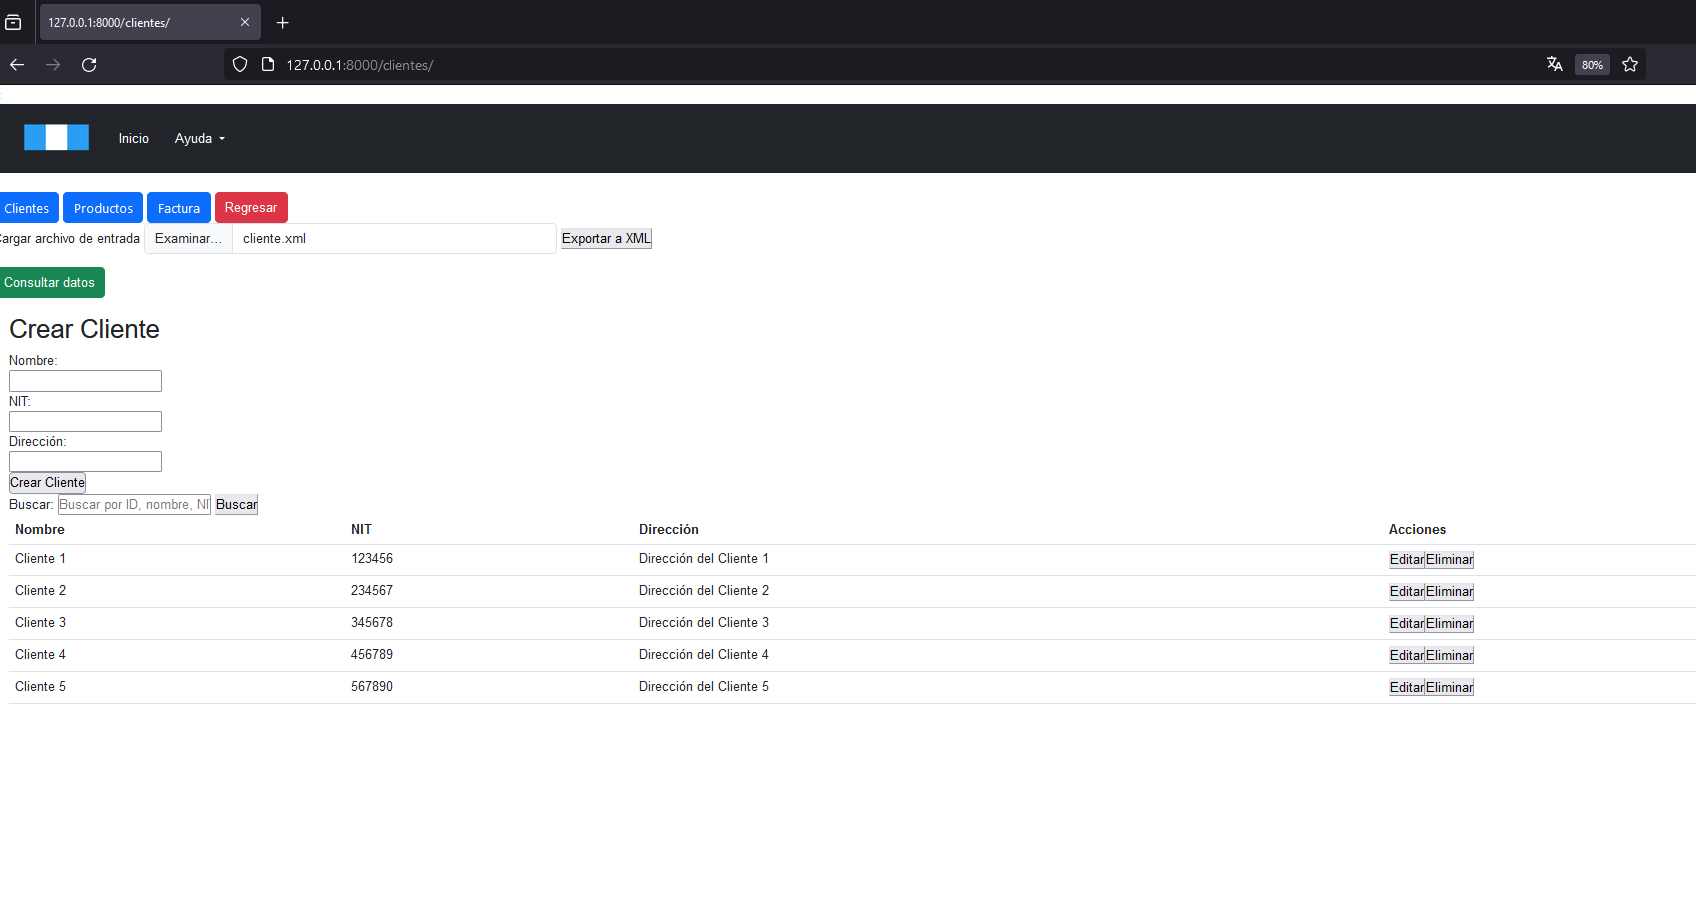 127.0.0.1:8000/clientes/
127.0.0.1:8000/clientes/
80%
Inicio Ayuda
Clientes Productos Factura Regresar
Cargar archivo de entrada Examinar... cliente.xml Exportar a XML
Consultar datos
Crear Cliente
Nombre:
NIT:
Dirección:
Crear Cliente
Buscar: Buscar por ID, nombre, NI Buscar
Nombre NIT Dirección Acciones
Cliente 1 123456 Dirección del Cliente 1 Editar Eliminar
Cliente 2 234567 Dirección del Cliente 2 Editar Eliminar
Cliente 3 345678 Dirección del Cliente 3 Editar Eliminar
Cliente 4 456789 Dirección del Cliente 4 Editar Eliminar
Cliente 5 567890 Dirección del Cliente 5 Editar Eliminar